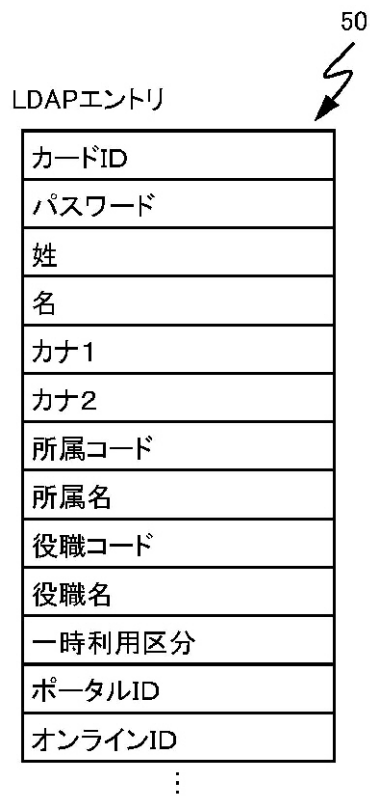 50
LDAPエントリ
カードID
パスワード
姓
名
カナ1
カナ2
所属コード
所属名
役職コード
役職名
一時利用区分
ポータルID
オンラインID
⋮